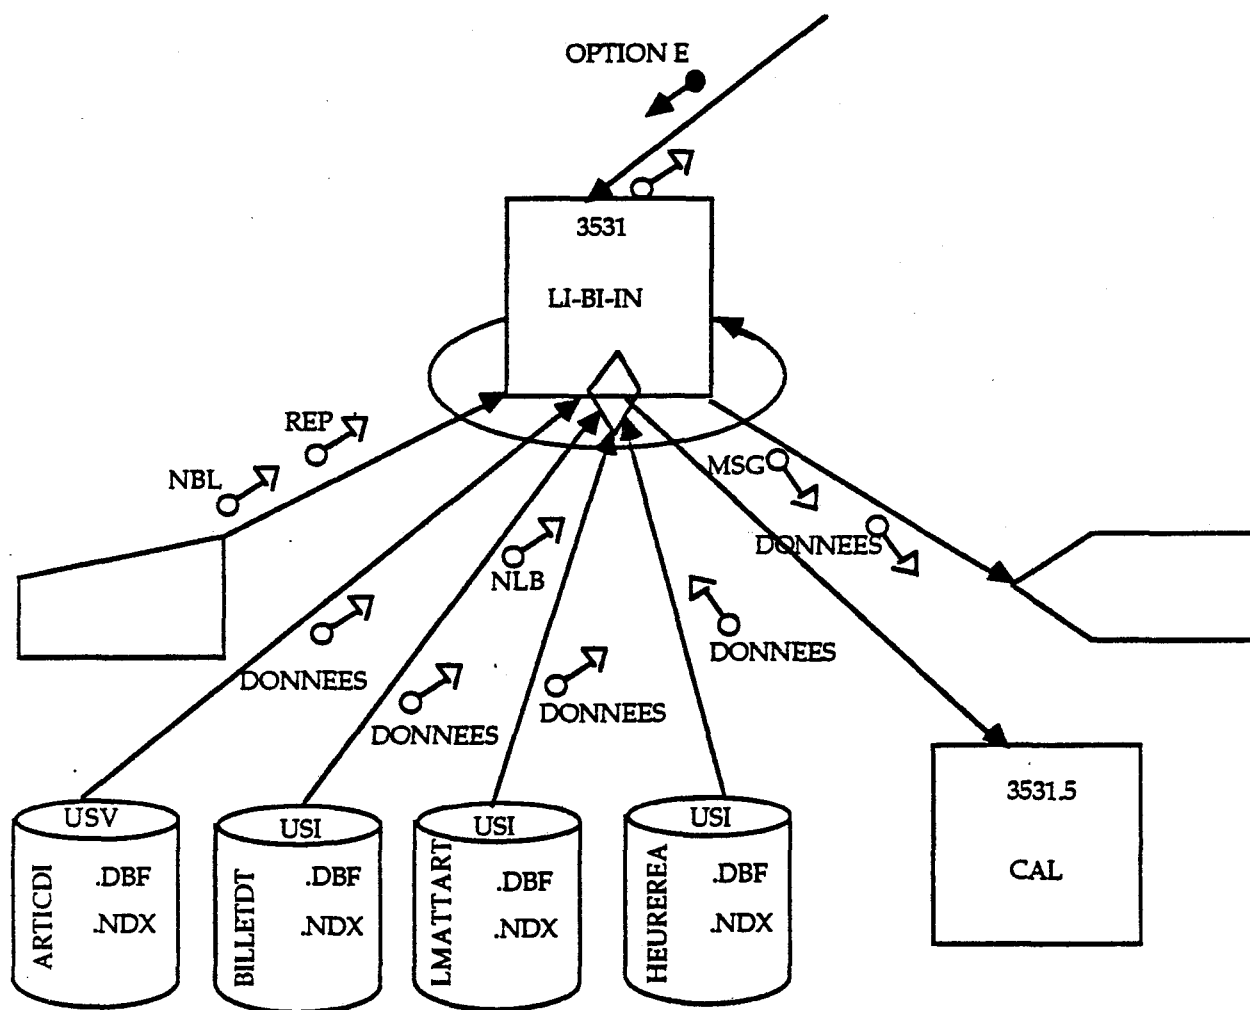 OPTION E
3531
LI-BI-IN
REP
NBL
MSG
DONNEES
NLB
DONNEES
DONNEES
DONNEES
DONNEES
USV
.DBF
.NDX
ARTICDI
USI
.DBF
.NDX
BILLETDT
USI
.DBF
.NDX
LMATTART
USI
.DBF
.NDX
HEUREREA
3531.5
CAL